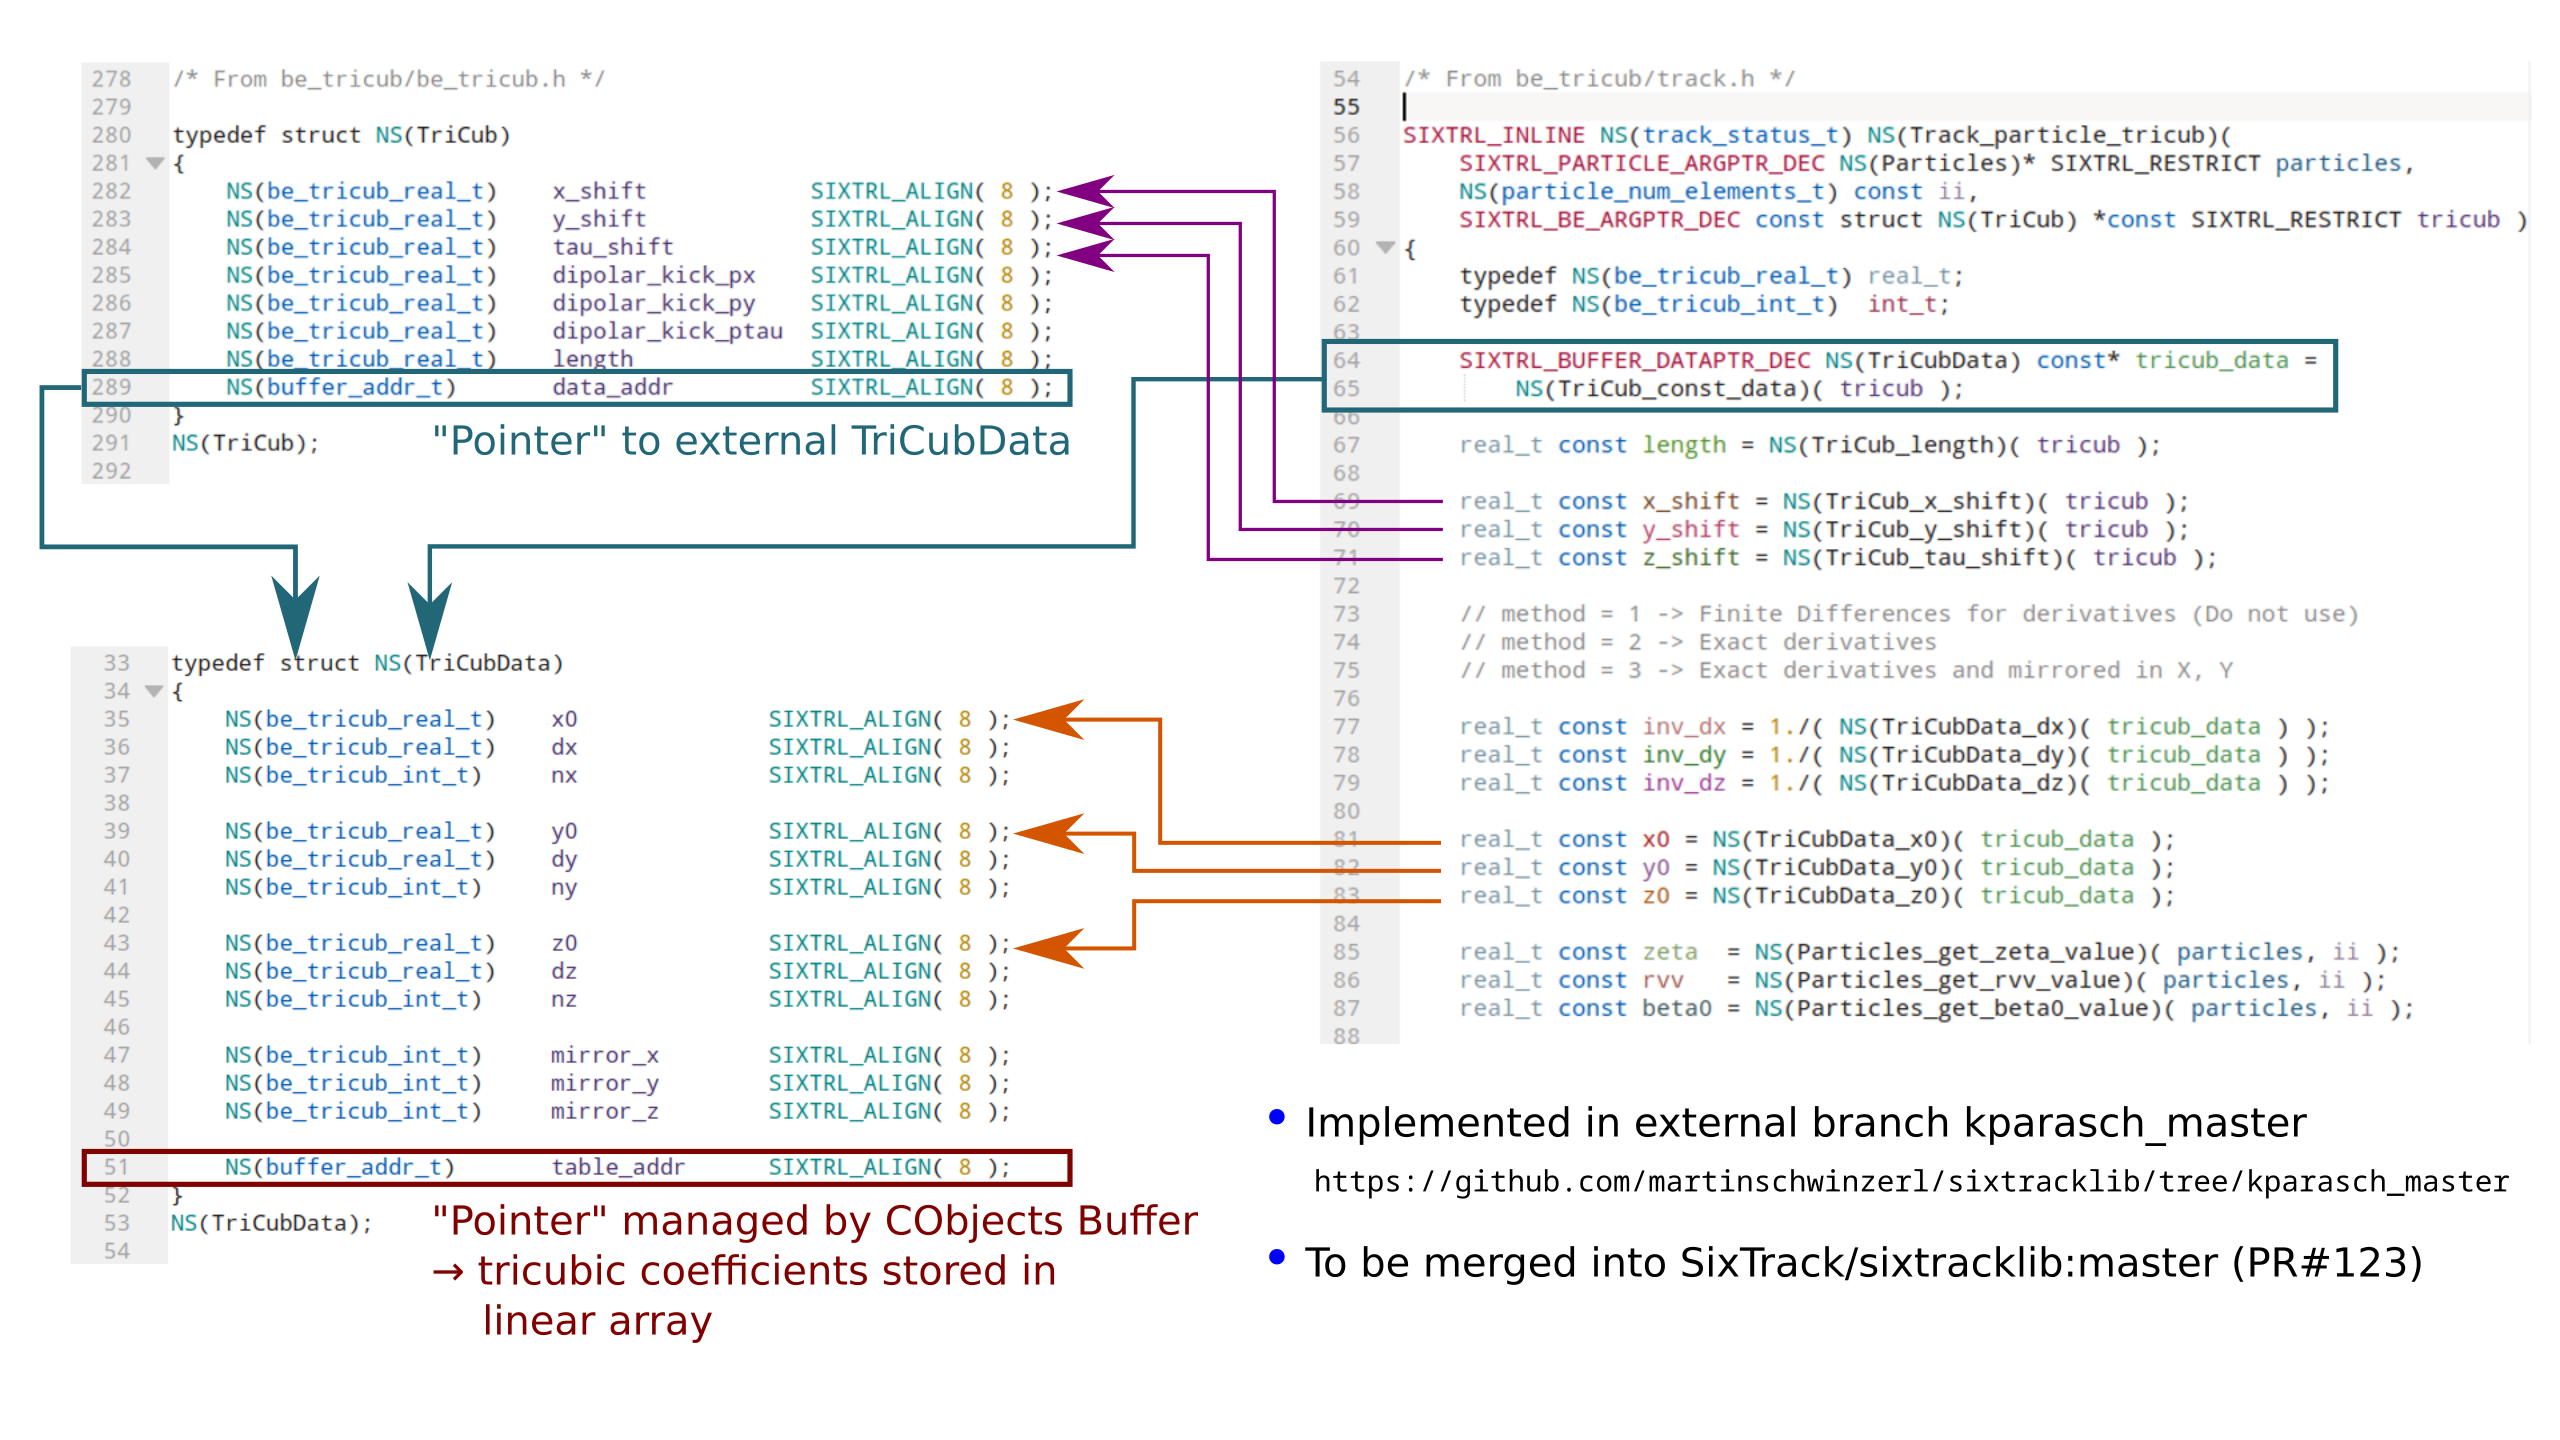 278 /* From be_tricub/be_tricub.h */
279
280 typedef struct NS(TriCub)
281 {
282 NS(be_tricub_real_t) x_shift SIXTRL_ALIGN( 8 );
283 NS(be_tricub_real_t) y_shift SIXTRL_ALIGN( 8 );
284 NS(be_tricub_real_t) tau_shift SIXTRL_ALIGN( 8 );
285 NS(be_tricub_real_t) dipolar_kick_px SIXTRL_ALIGN( 8 );
286 NS(be_tricub_real_t) dipolar_kick_py SIXTRL_ALIGN( 8 );
287 NS(be_tricub_real_t) dipolar_kick_ptau SIXTRL_ALIGN( 8 );
288 NS(be_tricub_real_t) length SIXTRL_ALIGN( 8 );
289 NS(buffer_addr_t) data_addr SIXTRL_ALIGN( 8 );
290 }
291 NS(TriCub);
292
"Pointer" to external TriCubData
33 typedef struct NS(TriCubData)
34 {
35 NS(be_tricub_real_t) x0 SIXTRL_ALIGN( 8 );
36 NS(be_tricub_real_t) dx SIXTRL_ALIGN( 8 );
37 NS(be_tricub_int_t) nx SIXTRL_ALIGN( 8 );
38
39 NS(be_tricub_real_t) y0 SIXTRL_ALIGN( 8 );
40 NS(be_tricub_real_t) dy SIXTRL_ALIGN( 8 );
41 NS(be_tricub_int_t) ny SIXTRL_ALIGN( 8 );
42
43 NS(be_tricub_real_t) z0 SIXTRL_ALIGN( 8 );
44 NS(be_tricub_real_t) dz SIXTRL_ALIGN( 8 );
45 NS(be_tricub_int_t) nz SIXTRL_ALIGN( 8 );
46
47 NS(be_tricub_int_t) mirror_x SIXTRL_ALIGN( 8 );
48 NS(be_tricub_int_t) mirror_y SIXTRL_ALIGN( 8 );
49 NS(be_tricub_int_t) mirror_z SIXTRL_ALIGN( 8 );
50
51 NS(buffer_addr_t) table_addr SIXTRL_ALIGN( 8 );
52 }
53 NS(TriCubData);
54
"Pointer" managed by CObjects Buffer
→ tricubic coefficients stored in
linear array
54 /* From be_tricub/track.h */
55
56 SIXTRL_INLINE NS(track_status_t) NS(Track_particle_tricub)(
57 SIXTRL_PARTICLE_ARGPTR_DEC NS(Particles)* SIXTRL_RESTRICT particles,
58 NS(particle_num_elements_t) const ii,
59 SIXTRL_BE_ARGPTR_DEC const struct NS(TriCub) *const SIXTRL_RESTRICT tricub )
60 {
61 typedef NS(be_tricub_real_t) real_t;
62 typedef NS(be_tricub_int_t) int_t;
63
64 SIXTRL_BUFFER_DATAPTR_DEC NS(TriCubData) const* tricub_data =
65 NS(TriCub_const_data)( tricub );
66
67 real_t const length = NS(TriCub_length)( tricub );
68
69 real_t const x_shift = NS(TriCub_x_shift)( tricub );
70 real_t const y_shift = NS(TriCub_y_shift)( tricub );
71 real_t const z_shift = NS(TriCub_tau_shift)( tricub );
72
73 // method = 1 -> Finite Differences for derivatives (Do not use)
74 // method = 2 -> Exact derivatives
75 // method = 3 -> Exact derivatives and mirrored in X, Y
76
77 real_t const inv_dx = 1./( NS(TriCubData_dx)( tricub_data ) );
78 real_t const inv_dy = 1./( NS(TriCubData_dy)( tricub_data ) );
79 real_t const inv_dz = 1./( NS(TriCubData_dz)( tricub_data ) );
80
81 real_t const x0 = NS(TriCubData_x0)( tricub_data );
82 real_t const y0 = NS(TriCubData_y0)( tricub_data );
83 real_t const z0 = NS(TriCubData_z0)( tricub_data );
84
85 real_t const zeta = NS(Particles_get_zeta_value)( particles, ii );
86 real_t const rvv = NS(Particles_get_rvv_value)( particles, ii );
87 real_t const beta0 = NS(Particles_get_beta0_value)( particles, ii );
88
• Implemented in external branch kparasch_master
https://github.com/martinschwinzerl/sixtracklib/tree/kparasch_master
• To be merged into SixTrack/sixtracklib:master (PR#123)